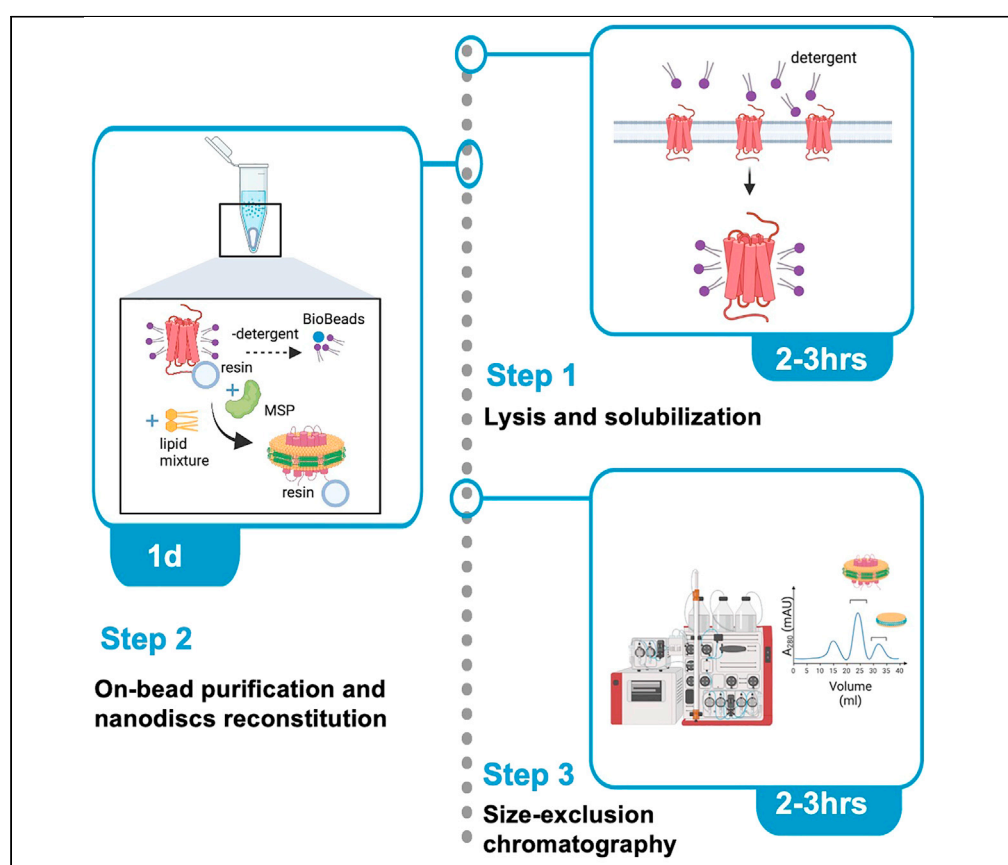 detergent
2-3hrs
Step 1
Lysis and solubilization
-detergent
BioBeads
resin
+
MSP
+
lipid
mixture
resin
1d
Step 2
On-bead purification and
nanodiscs reconstitution
A280 (mAU)
0 5 10 15 20 25 30 35 40
Volume
(ml)
2-3hrs
Step 3
Size-exclusion
chromatography